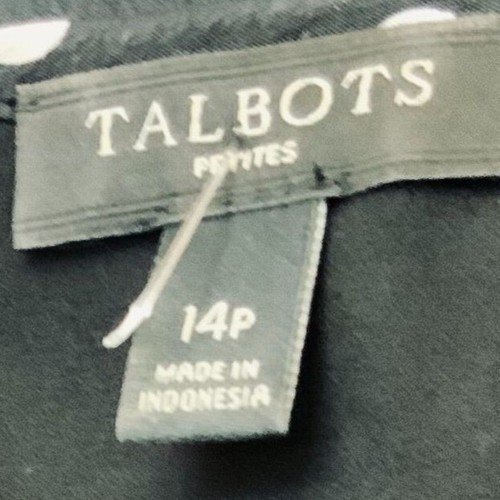 TALBOTS
PETITES
14P
MADE IN
INDONESIA